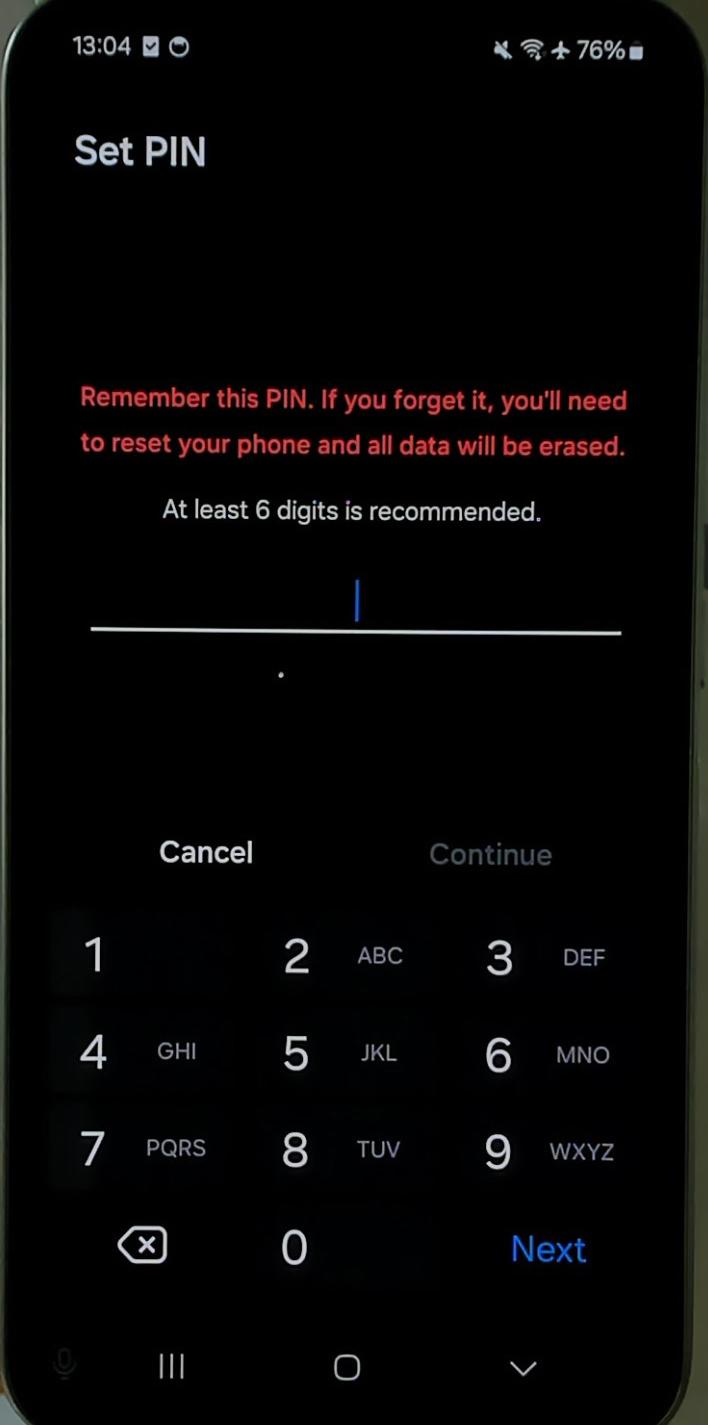 13:04 76%
Set PIN
Remember this PIN. If you forget it, you'll need
to reset your phone and all data will be erased.
At least 6 digits is recommended.
Cancel Continue
1 2 ABC 3 DEF
4 GHI 5 JKL 6 MNO
7 PQRS 8 TUV 9 WXYZ
0 Next